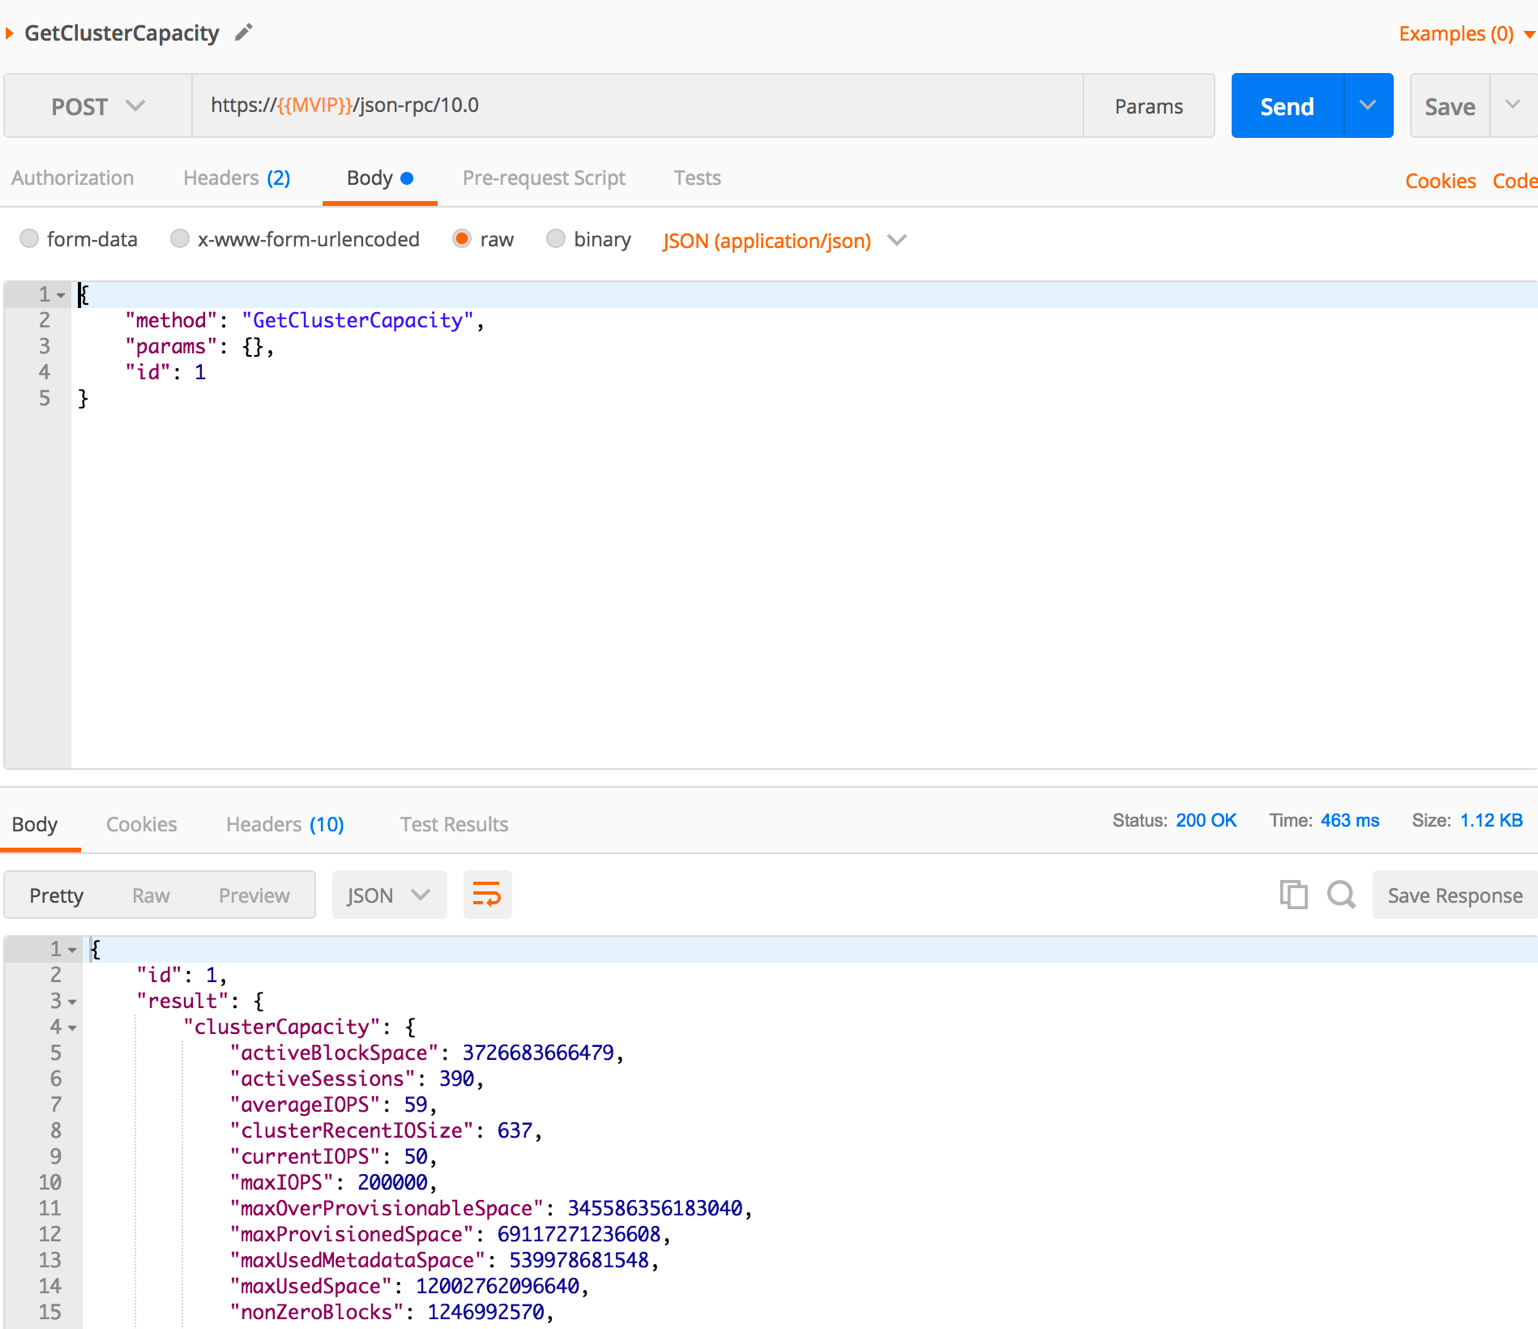 GetClusterCapacity
Examples (0)
POST https://{{MVIP}}/json-rpc/10.0 Params Send Save
Authorization Headers (2) Body Pre-request Script Tests Cookies Code
form-data x-www-form-urlencoded raw binary JSON (application/json)
1 {
2 "method": "GetClusterCapacity",
3 "params": {},
4 "id": 1
5 }
Body Cookies Headers (10) Test Results Status: 200 OK Time: 463 ms Size: 1.12 KB
Pretty Raw Preview JSON Save Response
1 {
2 "id": 1,
3 "result": {
4 "clusterCapacity": {
5 "activeBlockSpace": 3726683666479,
6 "activeSessions": 390,
7 "averageIOPS": 59,
8 "clusterRecentIOSize": 637,
9 "currentIOPS": 50,
10 "maxIOPS": 200000,
11 "maxOverProvisionableSpace": 345586356183040,
12 "maxProvisionedSpace": 69117271236608,
13 "maxUsedMetadataSpace": 539978681548,
14 "maxUsedSpace": 12002762096640,
15 "nonZeroBlocks": 1246992570,